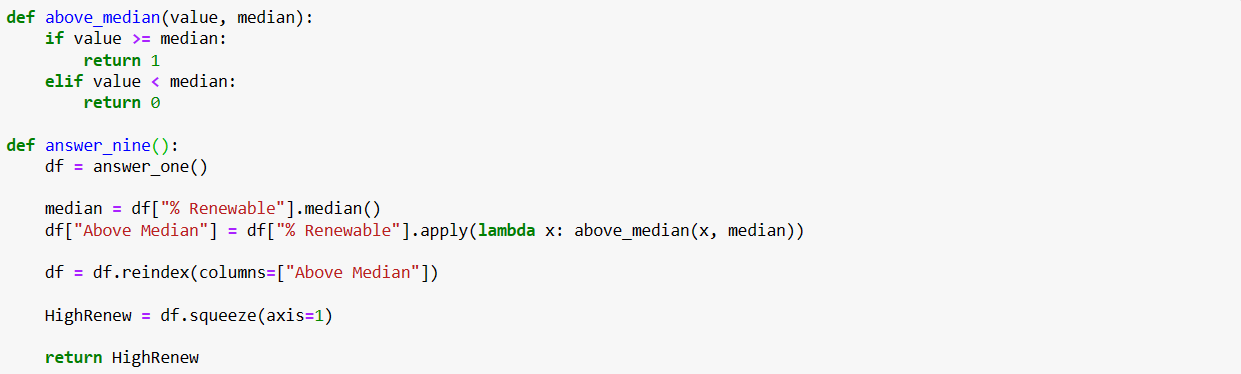 def above_median(value, median):
    if value >= median:
        return 1
    elif value < median:
        return 0
def answer_nine():
    df = answer_one()
    median = df["% Renewable"].median()
    df["Above Median"] = df["% Renewable"].apply(lambda x: above_median(x, median))
    df = df.reindex(columns=["Above Median"])
    HighRenew = df.squeeze(axis=1)
    return HighRenew